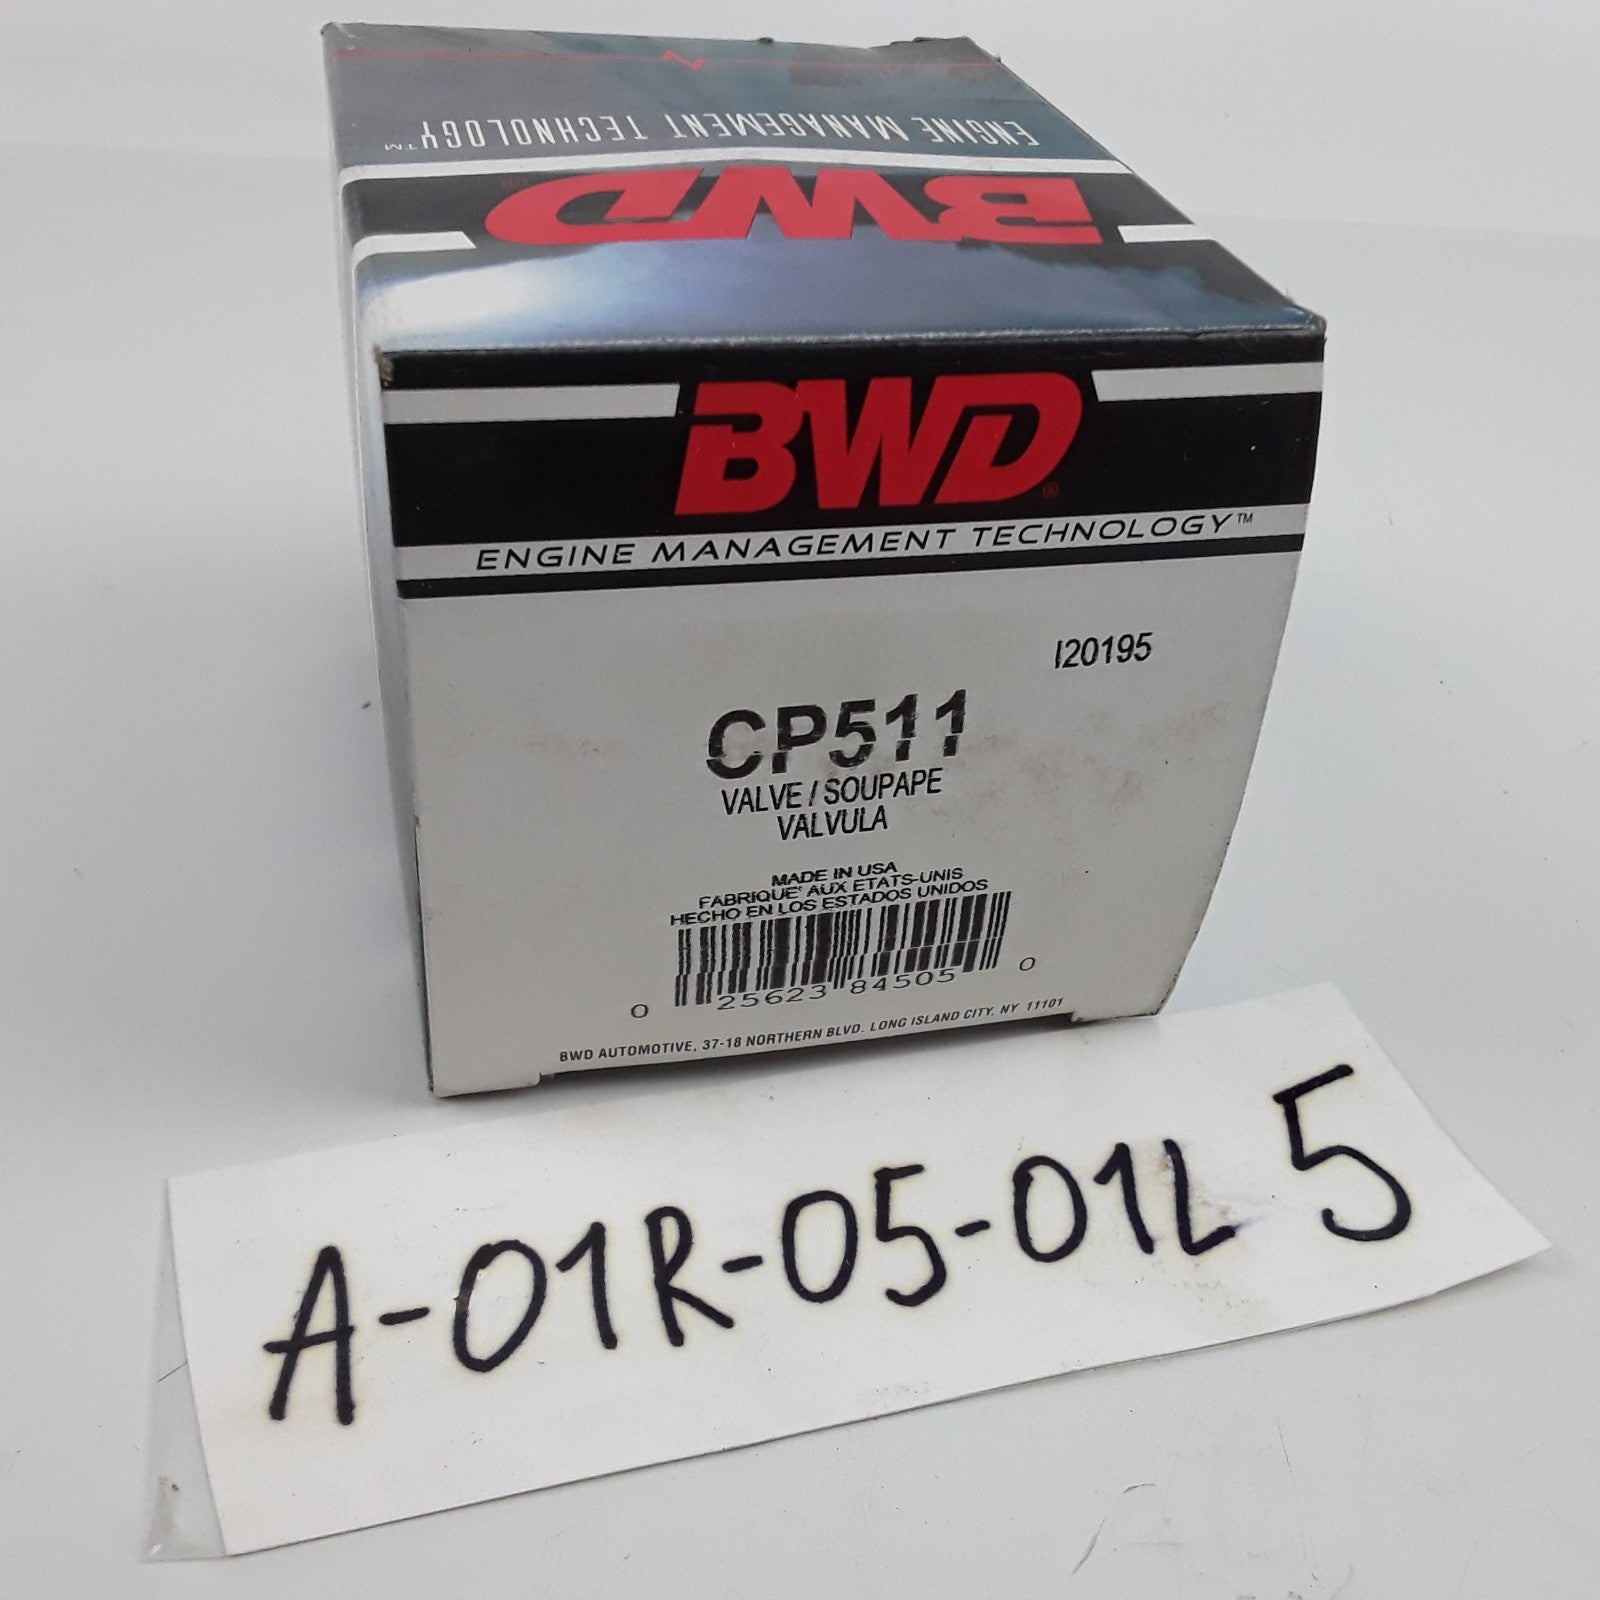 ENGINE MANAGEMENT TECHNOLOGY™
BWD
BWD®
ENGINE MANAGEMENT TECHNOLOGY™
I20195
CP511
VALVE / SOUPAPE
VALVULA
MADE IN USA
FABRIQUE' AUX ETATS-UNIS
HECHO EN LOS ESTADOS UNIDOS
0 25623 84505 0
BWD AUTOMOTIVE, 37-18 NORTHERN BLVD. LONG ISLAND CITY, NY 11101
A-01R-05-01L 5